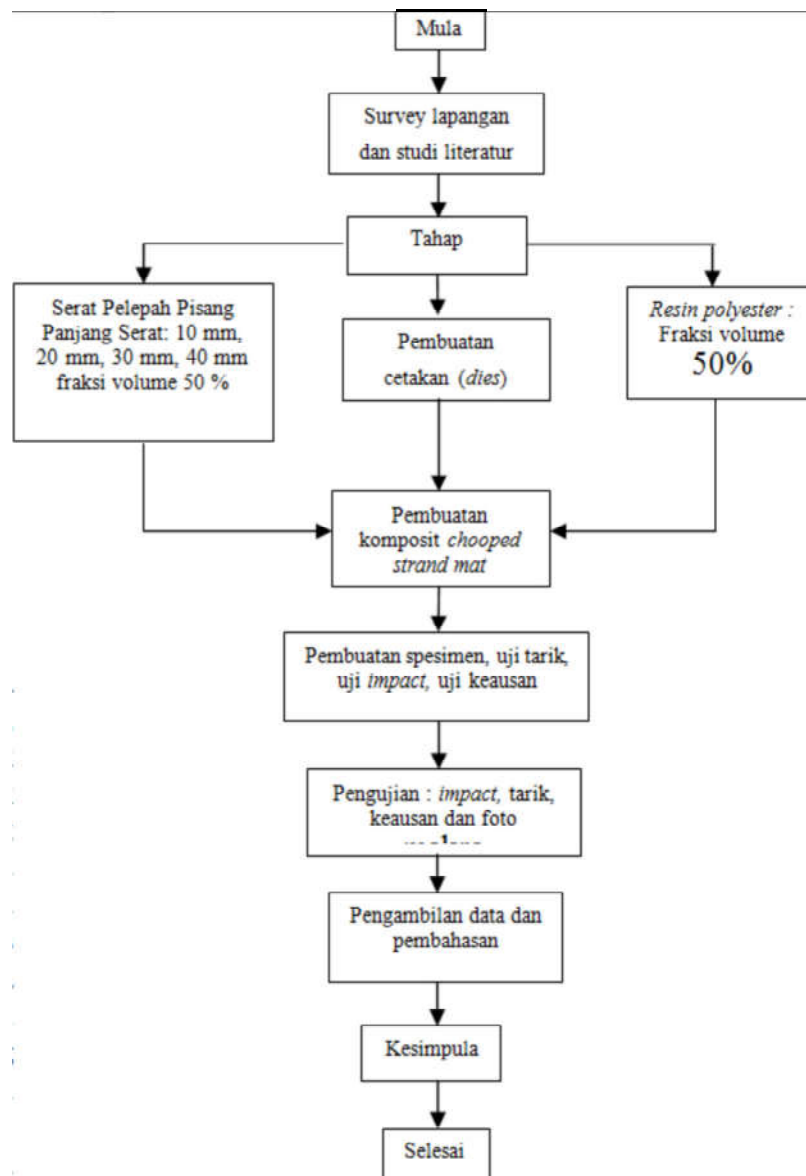 Mula
Survey lapangan
dan studi literatur
Tahap
Serat Pelepah Pisang
Panjang Serat: 10 mm,
20 mm, 30 mm, 40 mm
fraksi volume 50 %
Pembuatan
cetakan (dies)
Resin polyester :
Fraksi volume
50%
Pembuatan
komposit chooped
strand mat
Pembuatan spesimen, uji tarik,
uji impact, uji keausan
Pengujian : impact, tarik,
keausan dan foto
Pengambilan data dan
pembahasan
Kesimpula
Selesai